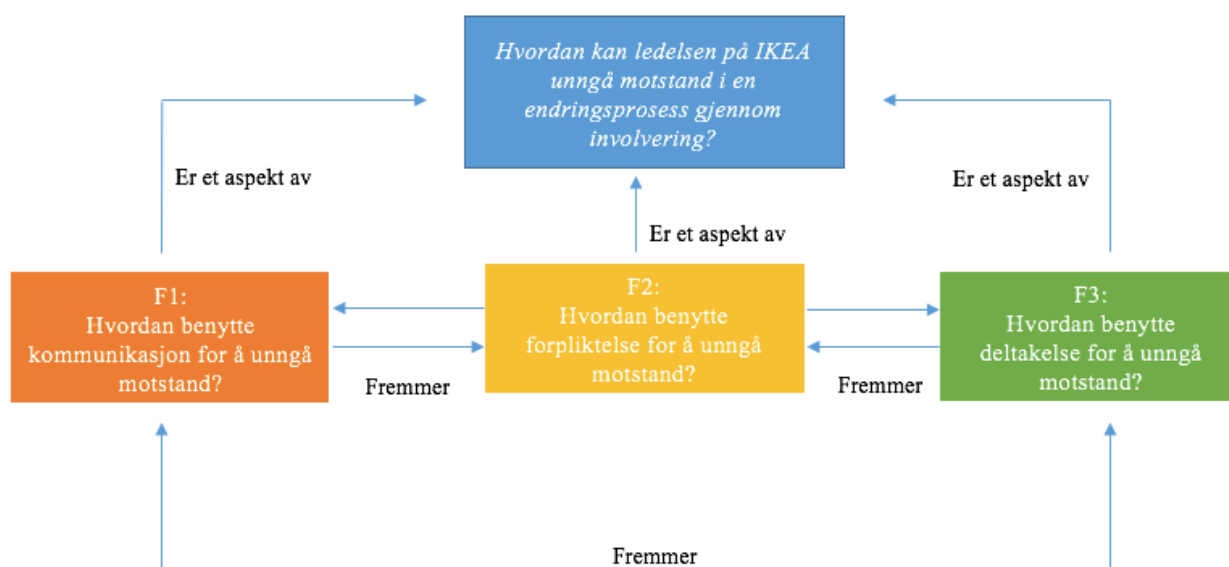 Hvordan kan ledelsen på IKEA
unngå motstand i en
endringsprosess gjennom
involvering?
Er et aspekt av
Er et aspekt av
Er et aspekt av
F1:
Hvordan benytte
kommunikasjon for å unngå
motstand?
F2:
Hvordan benytte
forpliktelse for å unngå
motstand?
F3:
Hvordan benytte
deltakelse for å unngå
motstand?
Fremmer
Fremmer
Fremmer